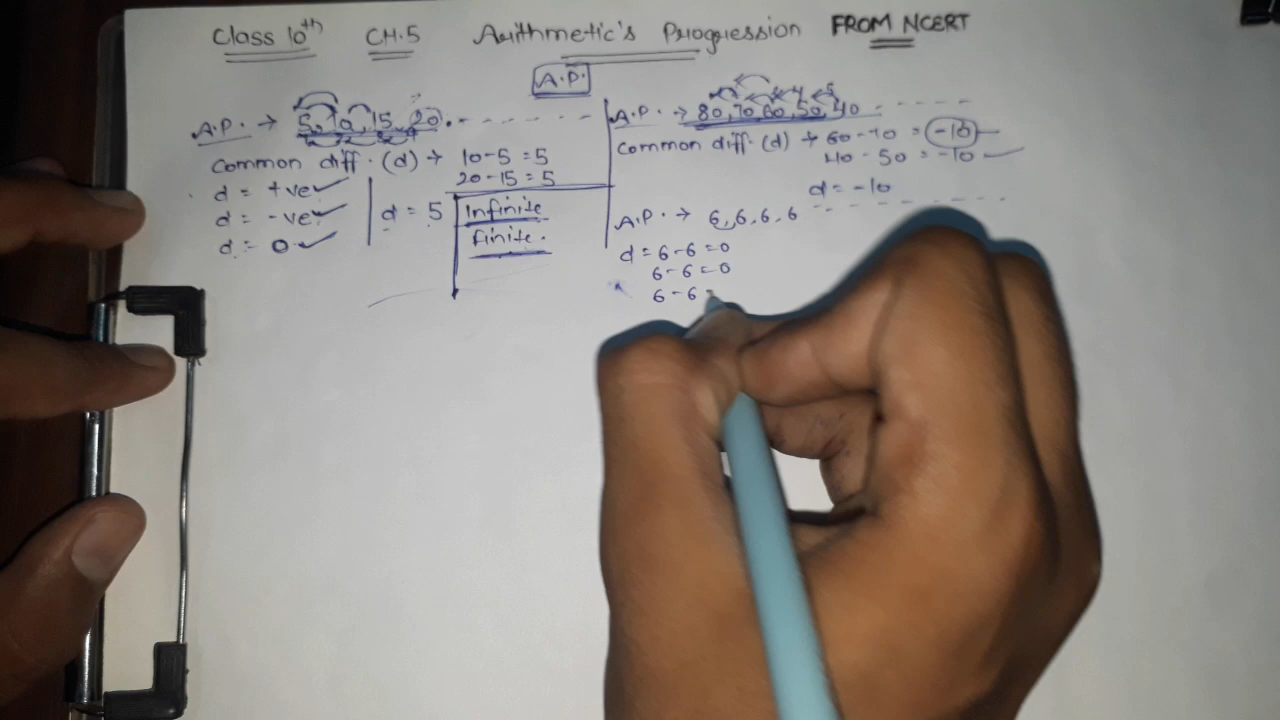 Class 10th CH.5 Arithmetic's Progression FROM NCERT
A.P.
A.P. → 5, 10, 15, 20. - - - - - - - -
Common diff. (d) → 10-5 = 5
20-15 = 5
d = +ve ✓
d = -ve ✓
d = 0 ✓
d = 5
Infinite
Finite.
A.P. → 80, 70, 60, 50, 40 - - - - - -
Common diff. (d) → 60-70 = -10
40 - 50 = -10 ✓
d = -10
A.P. → 6, 6, 6, 6 - - - - - - - -
d = 6-6 = 0
6-6 = 0
6-6 =